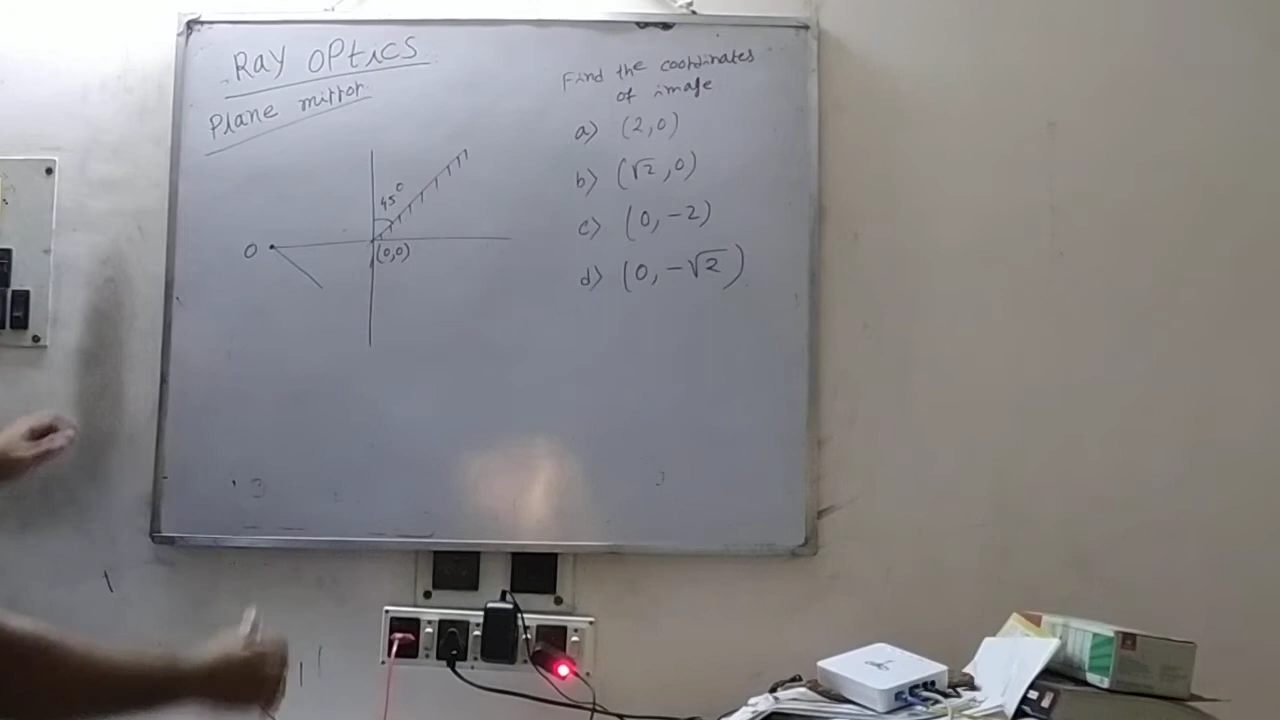 Ray optics
Plane mirror
45°
O
(0,0)
Find the coordinates
of image
a) (2,0)
b) (√2,0)
c) (0,-2)
d) (0,-√2)